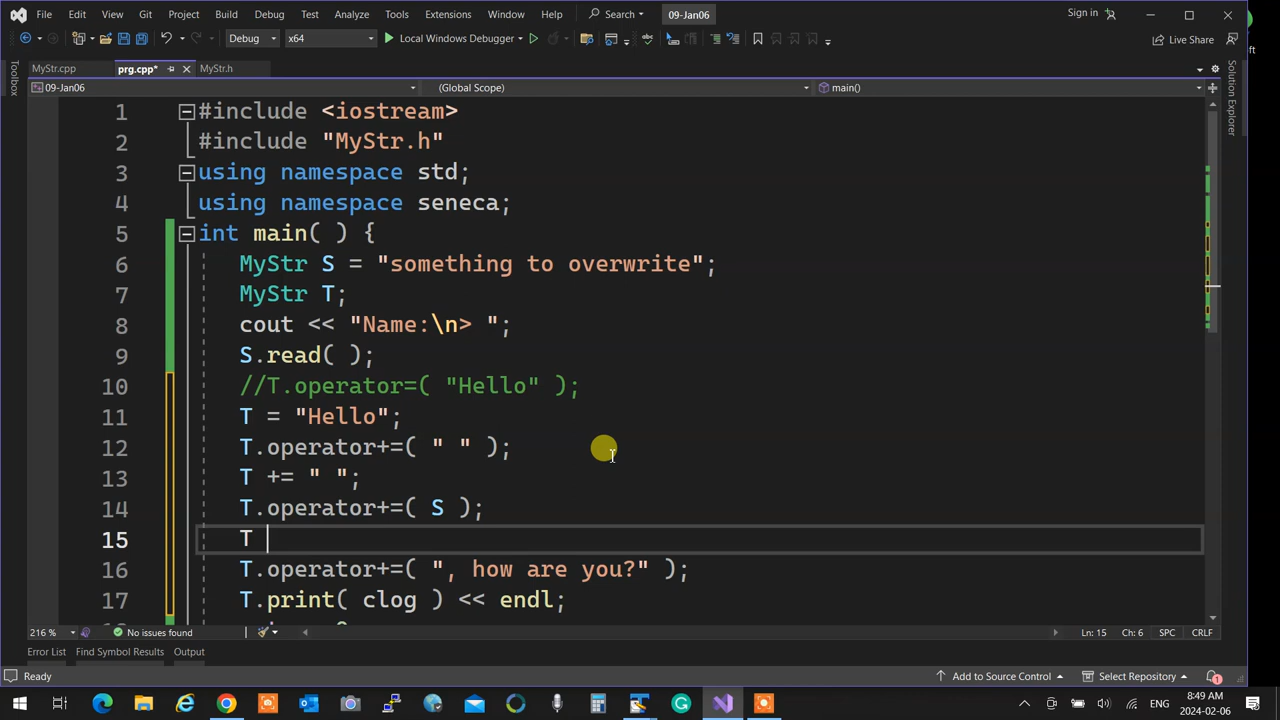 File Edit View Git Project Build Debug Test Analyze Tools Extensions Window Help Search 09-Jan06 Sign in
Debug x64 Local Windows Debugger Live Share
MyStr.cpp prg.cpp* MyStr.h
09-Jan06 (Global Scope) main()
Toolbox
Solution Explorer
ft
1 #include <iostream>
2 #include "MyStr.h"
3 using namespace std;
4 using namespace seneca;
5 int main( ) {
6 MyStr S = "something to overwrite";
7 MyStr T;
8 cout << "Name:\n> ";
9 S.read( );
10 //T.operator=( "Hello" );
11 T = "Hello";
12 T.operator+=( " " );
13 T += " ";
14 T.operator+=( S );
15 T
16 T.operator+=( ", how are you?" );
17 T.print( clog ) << endl;
216 % No issues found Ln: 15 Ch: 6 SPC CRLF
Error List Find Symbol Results Output
Ready Add to Source Control Select Repository 1
ENG 8:49 AM
2024-02-06